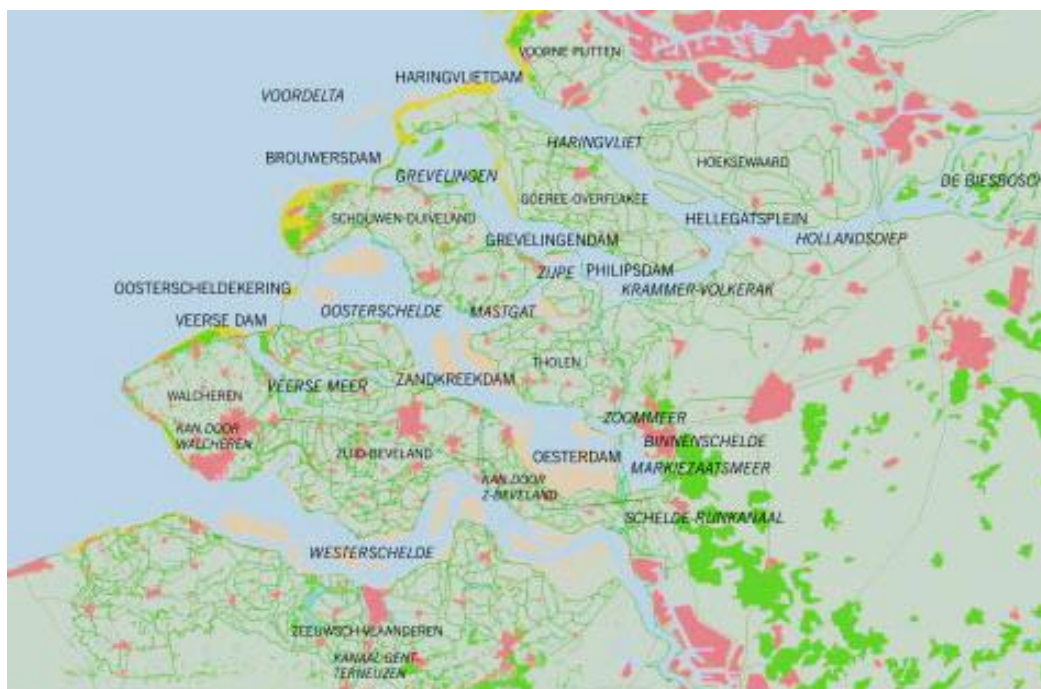 VOORNE PUTTEN
HARINGVLIETDAM
VOORDELTA
HARINGVLIET
BROUWERSDAM
HOEKSEWAARD
GREVELINGEN
DE BIESBOSCH
GOEREE-OVERFLAKEE
SCHOUWEN-DUIVELAND
HELLEGATSPLEIN
GREVELINGENDAM
HOLLANDSDIEP
ZIJPE
PHILIPSDAM
OOSTERSCHELDEKERING
KRAMMER-VOLKERAK
OOSTERSCHELDE
MASTGAT
VEERSE DAM
THOLEN
VEERSE MEER
ZANDKREEKDAM
WALCHEREN
ZOOMMEER
KAN. DOOR
WALCHEREN
BINNENSCHELDE
ZUID-BEVELAND
OESTERDAM
MARKIEZAATSMEER
KAN. DOOR
Z-BEVELAND
SCHELDE-RIJNKANAAL
WESTERSCHELDE
ZEEUWSCH-VLAANDEREN
KANAAL GENT
TERNEUZEN